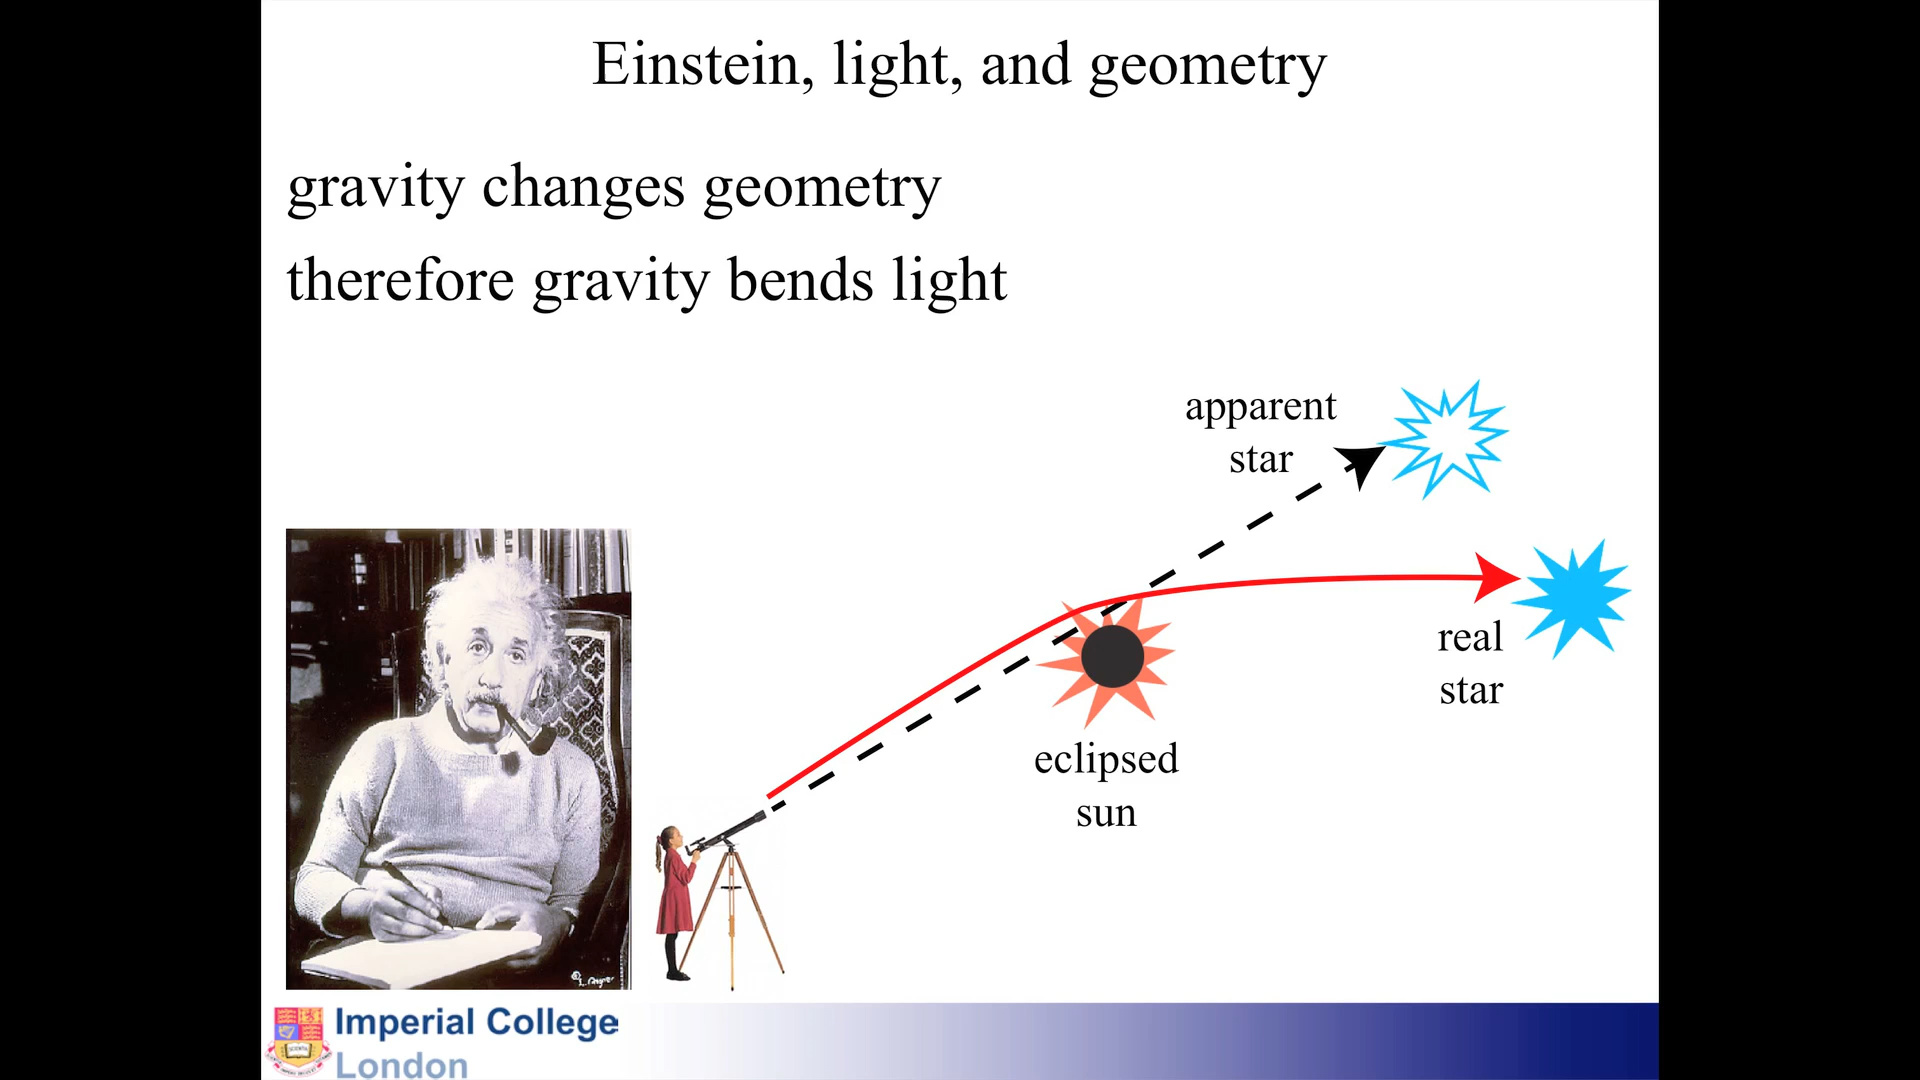 Einstein, light, and geometry
gravity changes geometry
therefore gravity bends light
apparent
star
real
star
eclipsed
sun
Imperial College
London